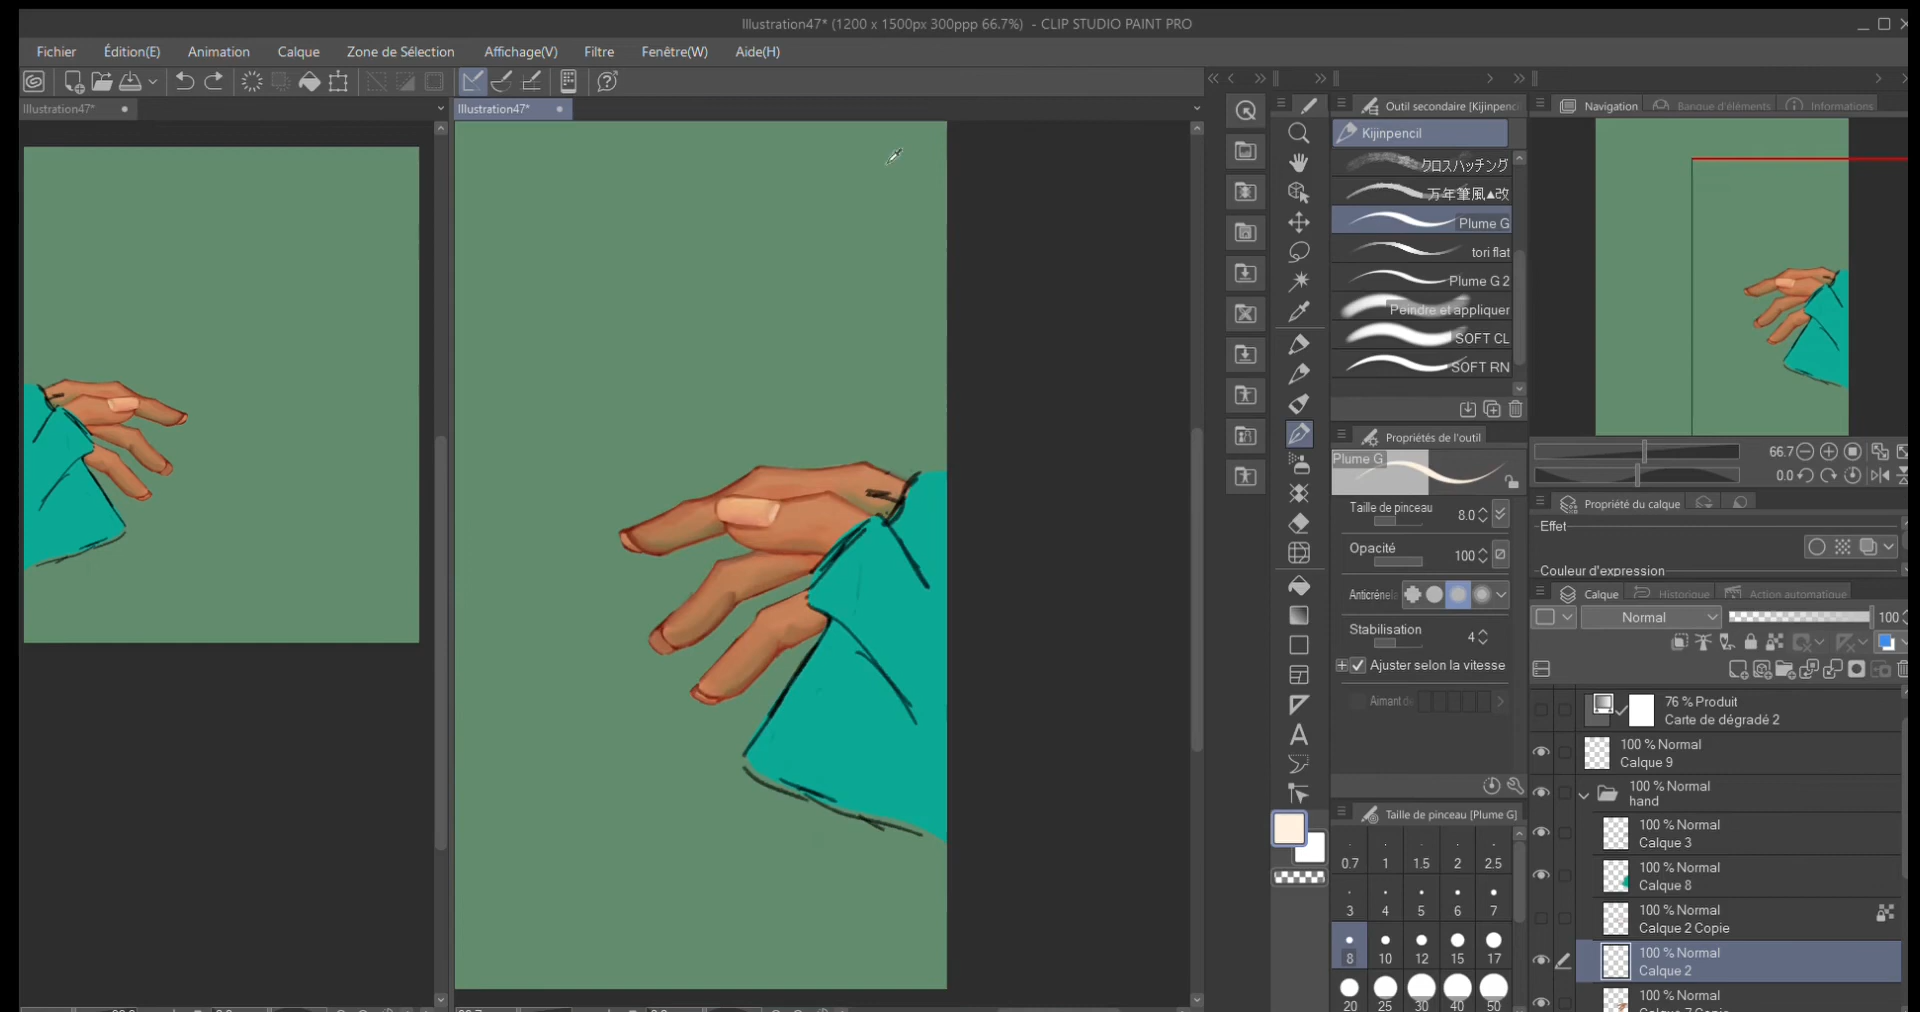 Illustration47* (1200 x 1500px 300ppp 66.7%) - CLIP STUDIO PAINT PRO
Fichier Édition(E) Animation Calque Zone de Sélection Affichage(V) Filtre Fenêtre(W) Aide(H)
Illustration47*
Illustration47*
Outil secondaire [Kijinpenc
Kijinpencil
クロスハッチング
万年筆風▲改
Plume G
tori flat
Plume G 2
Peindre et appliquer
SOFT CL
SOFT RN
Propriétés de l'outil
Plume G
Taille de pinceau 8.0
Opacité 100
Anticrénela
Stabilisation 4
Ajuster selon la vitesse
Aimant de
Taille de pinceau [Plume G]
0.7 1 1.5 2 2.5
3 4 5 6 7
8 10 12 15 17
20 25 30 40 50
Navigation Banque d'éléments Informations
66.7
0.0
Propriété du calque
Effet
Couleur d'expression
Calque Historique Action automatique
Normal 100
76 % Produit
Carte de dégradé 2
100 % Normal
Calque 9
100 % Normal
hand
100 % Normal
Calque 3
100 % Normal
Calque 8
100 % Normal
Calque 2 Copie
100 % Normal
Calque 2
100 % Normal